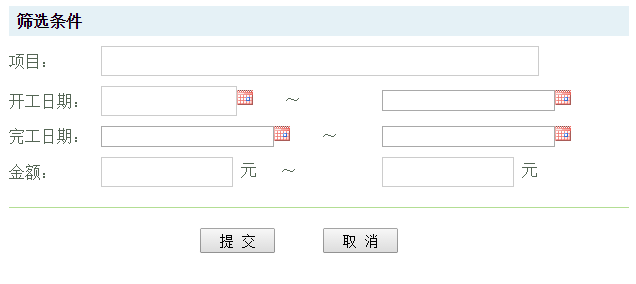 筛选条件
项目：
开工日期： ～
完工日期： ～
金额： 元 ～ 元
提 交 取 消